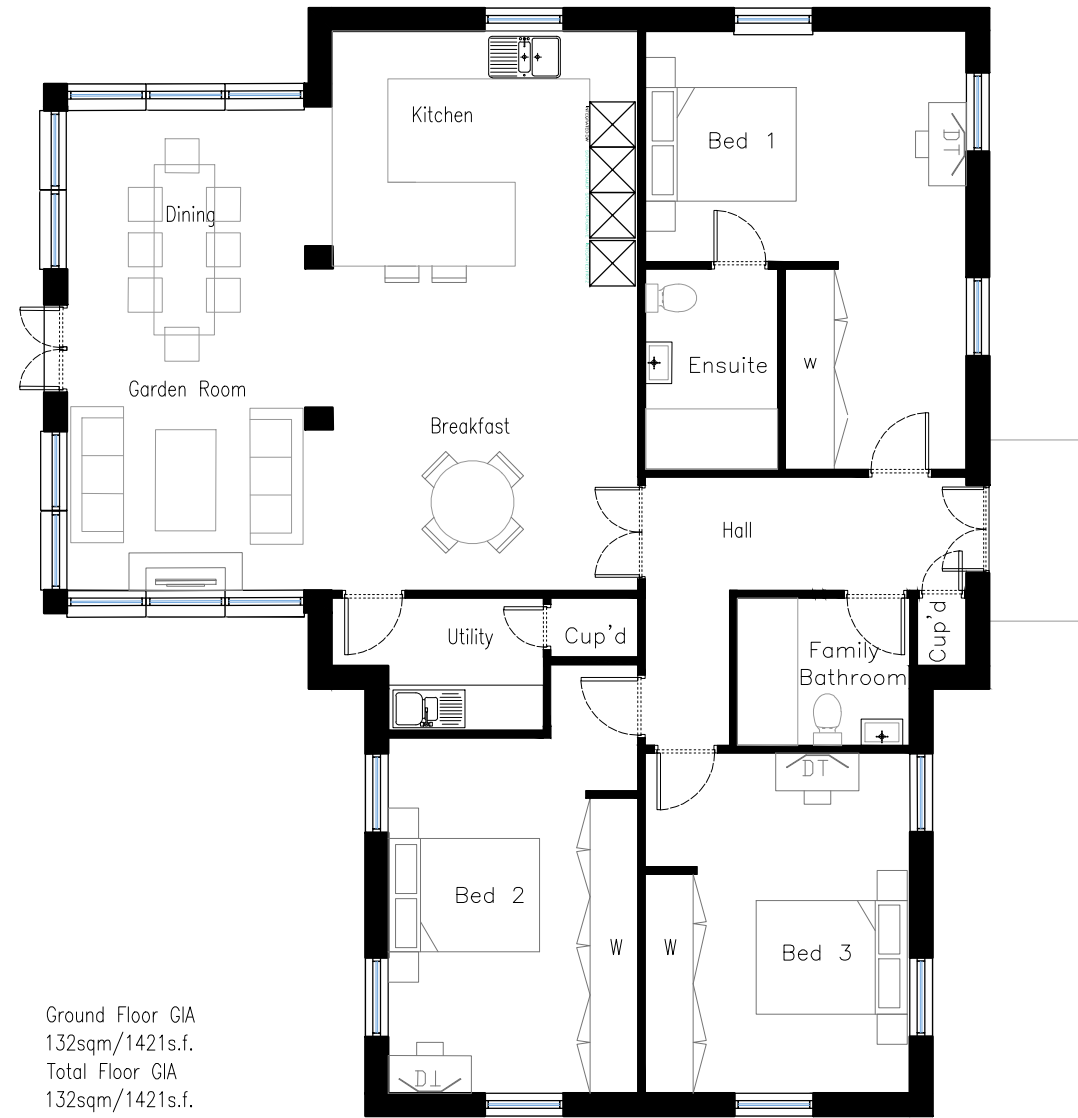 Kitchen
Bed 1
DT
Dining
Ensuite
W
Garden Room
Breakfast
Hall
Utility
Cup'd
Family
Bathroom
Cup'd
DT
Bed 2
W
W
Bed 3
DT
Ground Floor GIA
132sqm/1421s.f.
Total Floor GIA
132sqm/1421s.f.